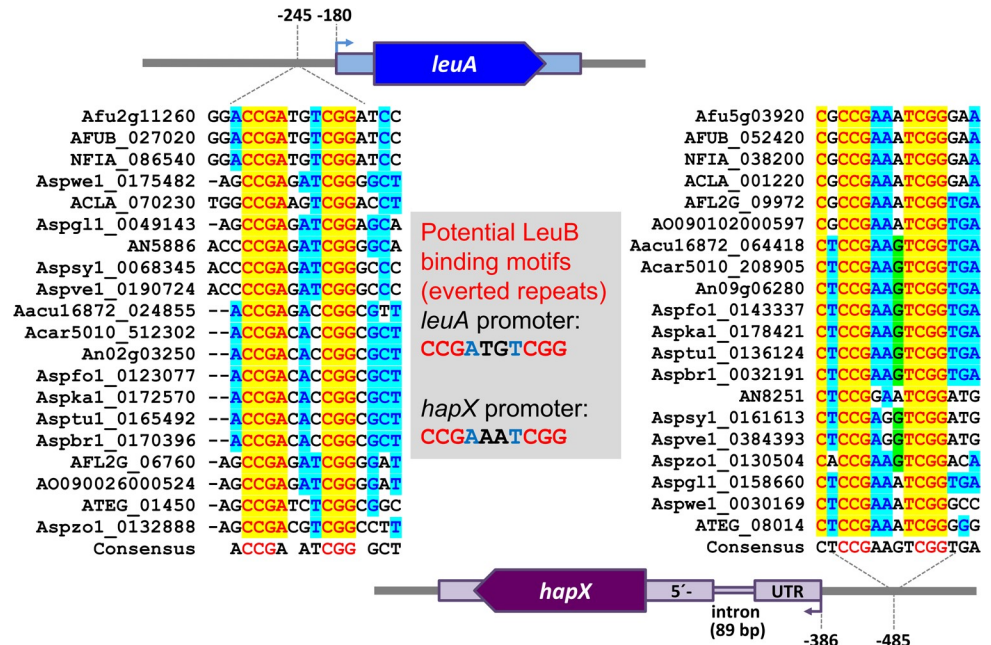 -245 -180
leuA
Afu2g11260 GGACCGATGTCGGATCC
AFUB_027020 GGACCGATGTCGGATCC
NFIA_086540 GGACCGATGTCGGATCC
Aspwe1_0175482 -AGCCGAGATCGGGGCT
ACLA_070230 TGGCCGAAGTCGGACCT
Aspgl1_0049143 -AGCCGAGATCGGAGCA
AN5886 ACCCCGAGATCGGGGCA
Aspsy1_0068345 ACCCCGAGATCGGGCCC
Aspve1_0190724 ACCCCGAGATCGGGCCC
Aacu16872_024855 --ACCGACACCGGCGTT
Acar5010_512302 --ACCGACACCGGCGCT
An02g03250 --ACCGACACCGGCGCT
Aspfo1_0123077 --ACCGACACCGGCGCT
Aspka1_0172570 --ACCGACACCGGCGCT
Asptu1_0165492 --ACCGACACCGGCGCT
Aspbr1_0170396 --ACCGACACCGGCGCT
AFL2G_06760 -AGCCGAGATCGGGGAT
AO090026000524 -AGCCGAGATCGGGGAT
ATEG_01450 -AGCCGATCTCGGCGGC
Aspzo1_0132888 -AGCCGACGTCGGCCTT
Consensus ACCGA ATCGG GCT
Potential LeuB
binding motifs
(everted repeats)
leuA promoter:
CCGATGTCGG
hapX promoter:
CCGAAATCGG
Afu5g03920 CGCCGAAATCGGGAA
AFUB_052420 CGCCGAAATCGGGAA
NFIA_038200 CGCCGAAATCGGGAA
ACLA_001220 CGCCGAAATCGGGAA
AFL2G_09972 CGCCGAAATCGGTGA
AO090102000597 CGCCGAAATCGGTGA
Aacu16872_064418 CTCCGAAGTCGGTGA
Acar5010_208905 CTCCGAAGTCGGTGA
An09g06280 CTCCGAAGTCGGTGA
Aspfo1_0143337 CTCCGAAGTCGGTGA
Aspka1_0178421 CTCCGAAGTCGGTGA
Asptu1_0136124 CTCCGAAGTCGGTGA
Aspbr1_0032191 CTCCGAAGTCGGTGA
AN8251 CTCCGGAATCGGATG
Aspsy1_0161613 CTCCGAGGTCGGATG
Aspve1_0384393 CTCCGAGGTCGGATG
Aspzo1_0130504 CACCGAAGTCGGACA
Aspgl1_0158660 CTCCGAAATCGGTGA
Aspwe1_0030169 CTCCGAAATCGGGCC
ATEG_08014 CTCCGAAATCGGGGG
Consensus CTCCGAAGTCGGTGA
hapX 5´- UTR
intron
(89 bp)
-386 -485